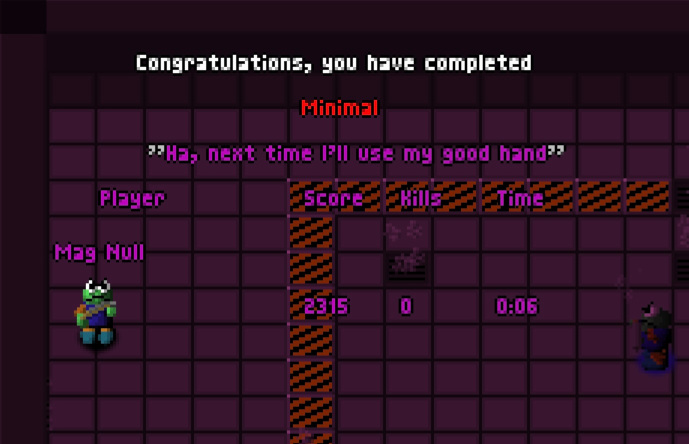 Congratulations, you have completed
Minimal
"Ha, next time I'll use my good hand"
Player Score Kills Time
Mag Null
2315 0 0:06